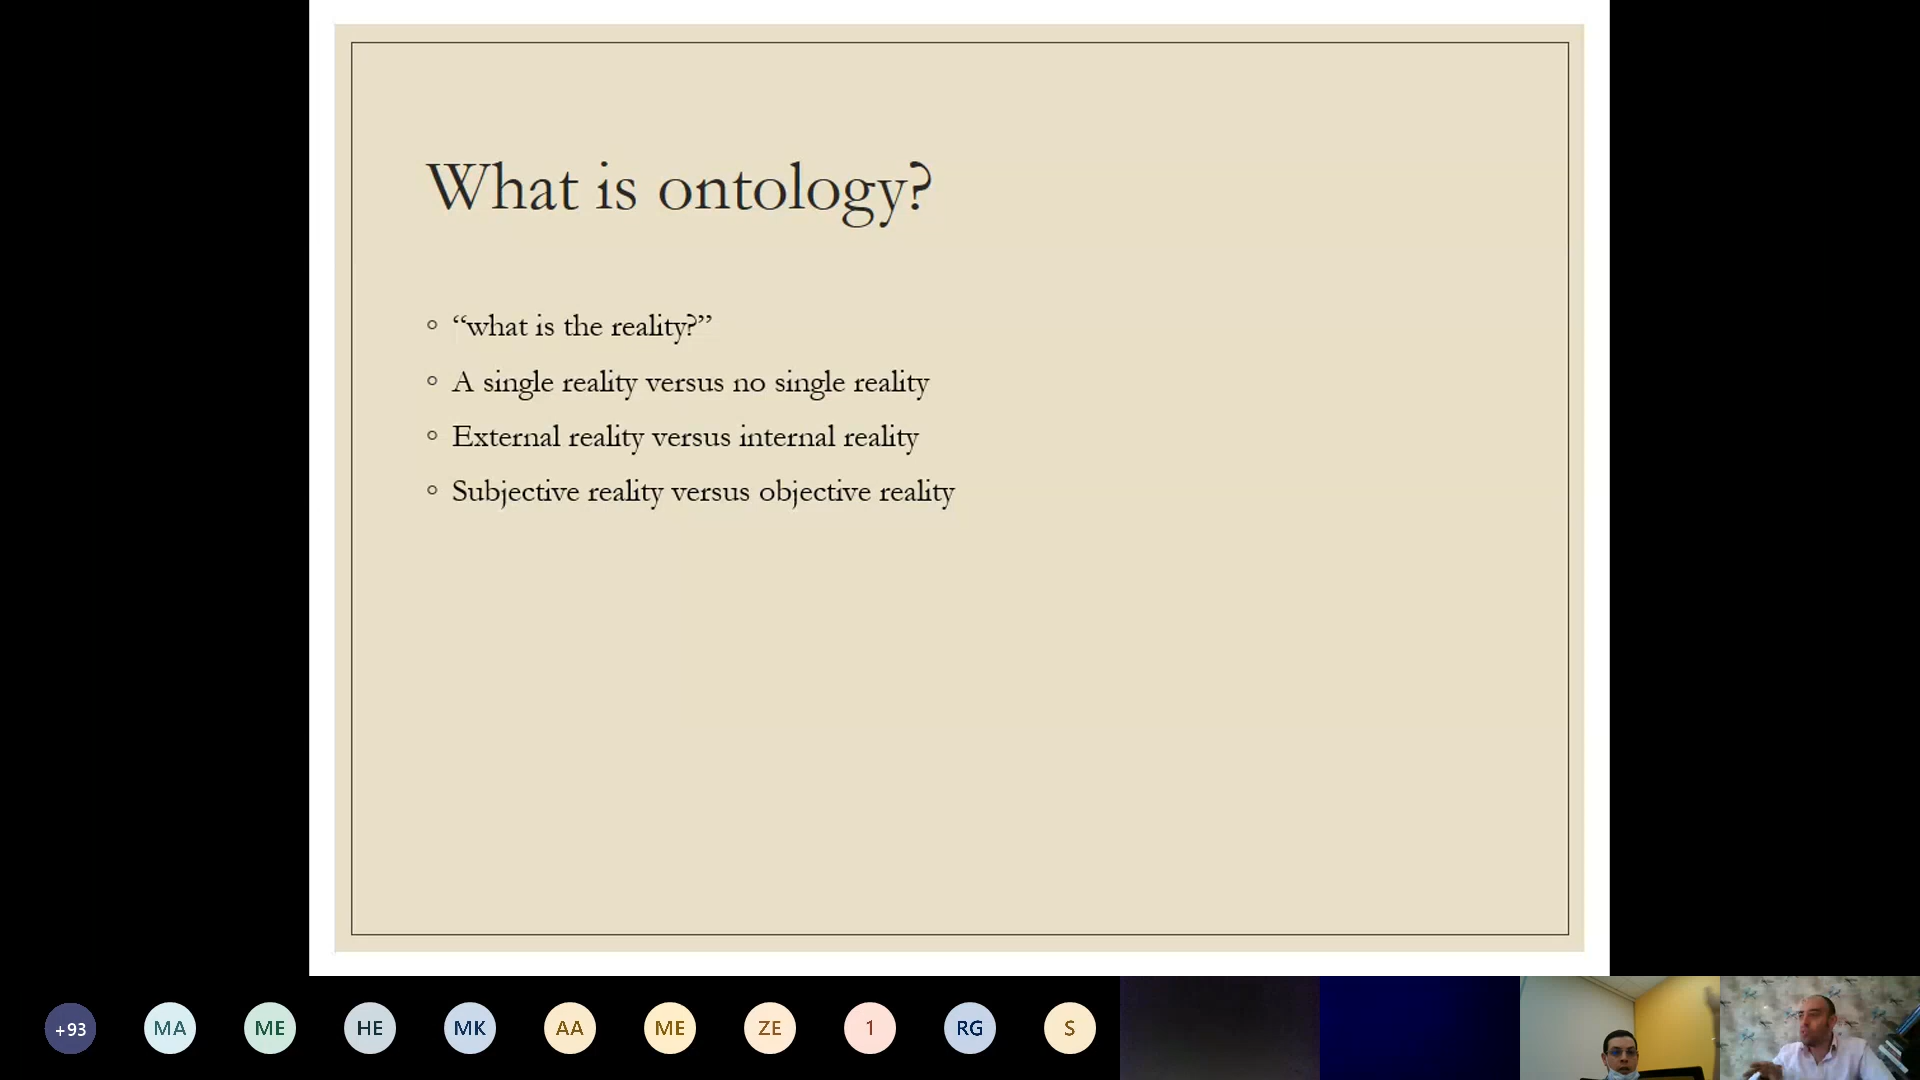 What is ontology?
“what is the reality?”
A single reality versus no single reality
External reality versus internal reality
Subjective reality versus objective reality
+93
MA
ME
HE
MK
AA
ME
ZE
1
RG
S